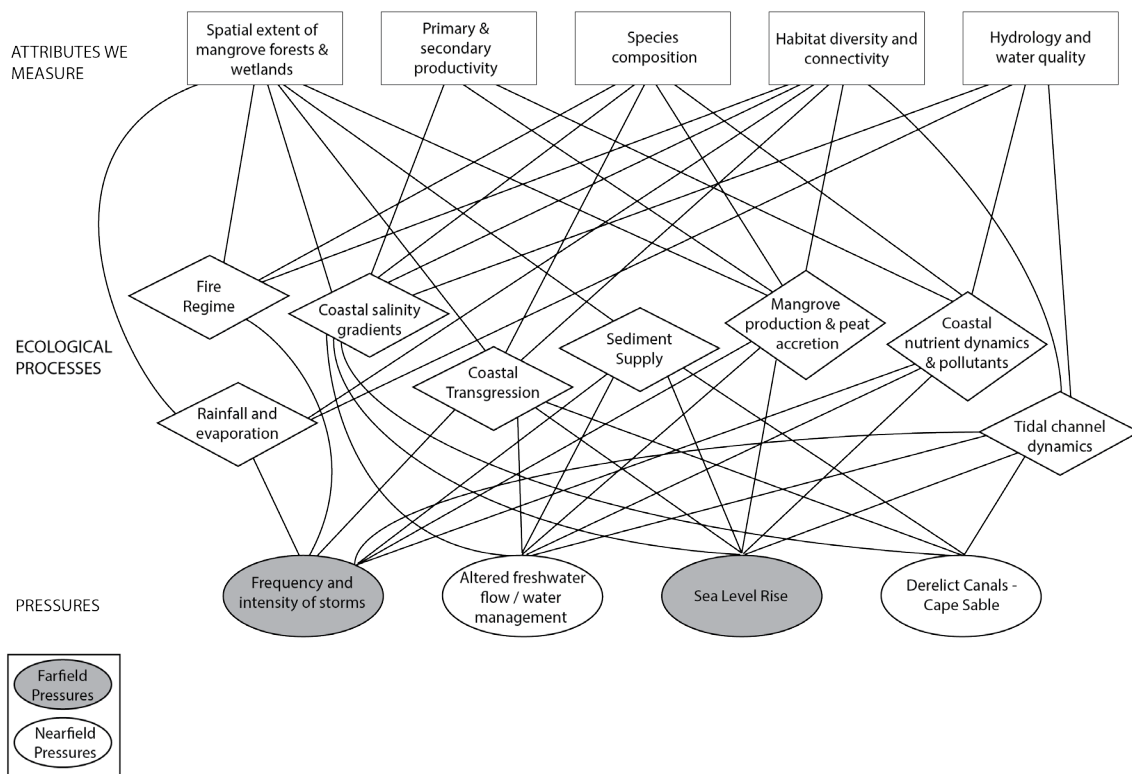 ATTRIBUTES WE
MEASURE
Spatial extent of
mangrove forests &
wetlands
Primary &
secondary
productivity
Species
composition
Habitat diversity and
connectivity
Hydrology and
water quality
ECOLOGICAL
PROCESSES
Fire
Regime
Coastal salinity
gradients
Coastal
Transgression
Sediment
Supply
Mangrove
production & peat
accretion
Coastal
nutrient dynamics
& pollutants
Rainfall and
evaporation
Tidal channel
dynamics
PRESSURES
Frequency and
intensity of storms
Altered freshwater
flow / water
management
Sea Level Rise
Derelict Canals -
Cape Sable
Farfield
Pressures
Nearfield
Pressures